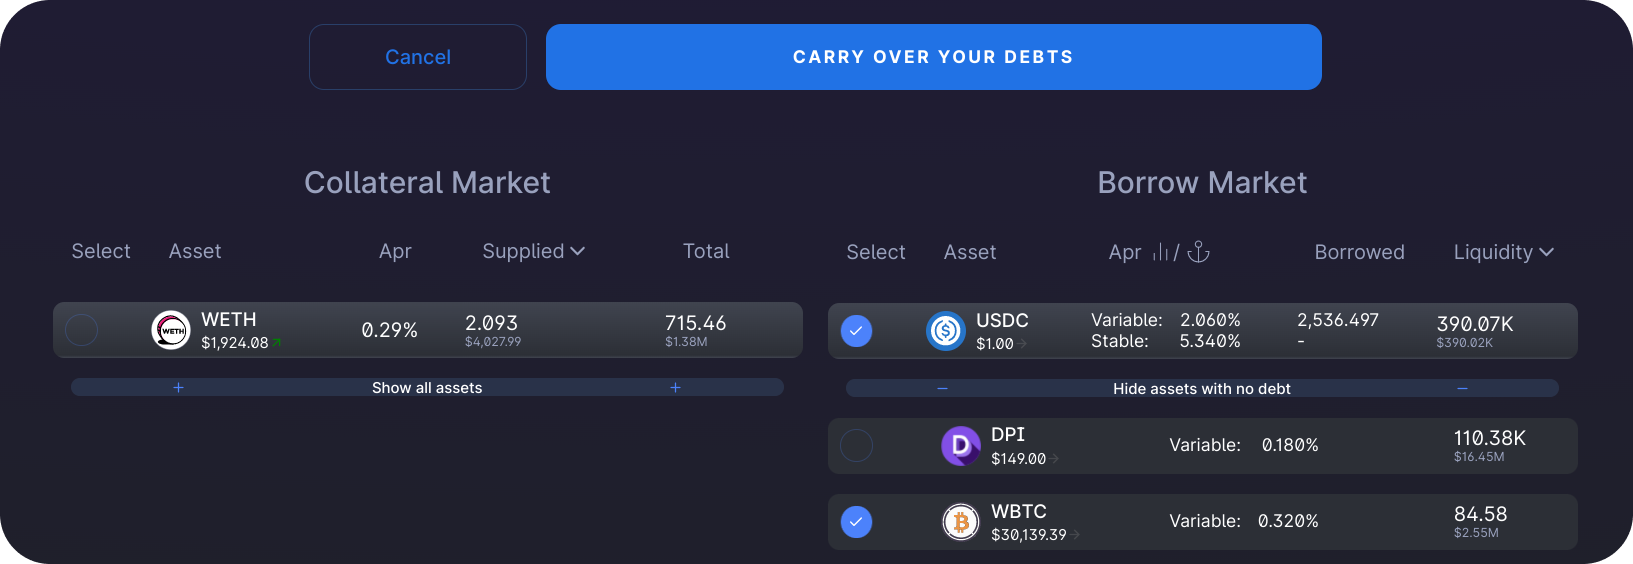 Cancel
CARRY OVER YOUR DEBTS
Collateral Market
Select Asset Apr Supplied Total
WETH
WETH 0.29% 2.093 715.46
$1,924.08 $4,027.99 $1.38M
+ Show all assets +
Borrow Market
Select Asset Apr / Borrowed Liquidity
USDC Variable: 2.060% 2,536.497 390.07K
$1.00 Stable: 5.340% - $390.02K
− Hide assets with no debt −
DPI Variable: 0.180% 110.38K
$149.00 $16.45M
WBTC Variable: 0.320% 84.58
$30,139.39 $2.55M